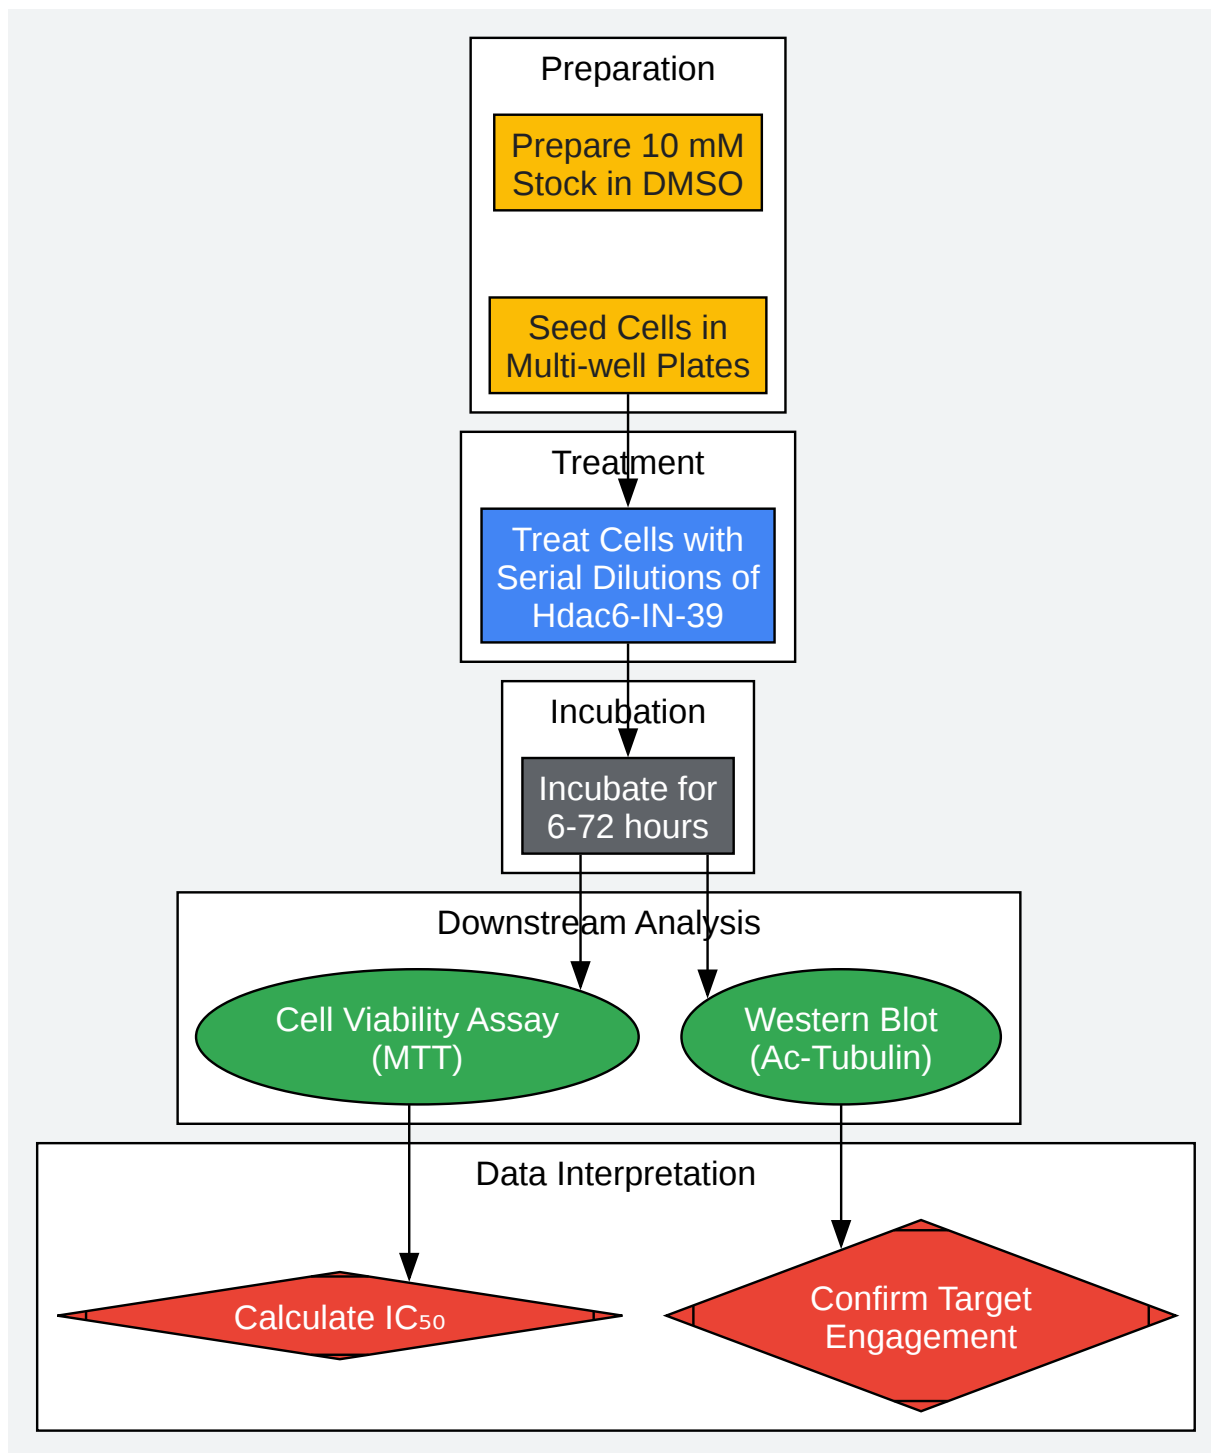 Preparation
Prepare 10 mM
Stock in DMSO
Seed Cells in
Multi-well Plates
Treatment
Treat Cells with
Serial Dilutions of
Hdac6-IN-39
Incubation
Incubate for
6-72 hours
Downstream Analysis
Cell Viability Assay
(MTT)
Western Blot
(Ac-Tubulin)
Data Interpretation
Calculate IC₅₀
Confirm Target
Engagement